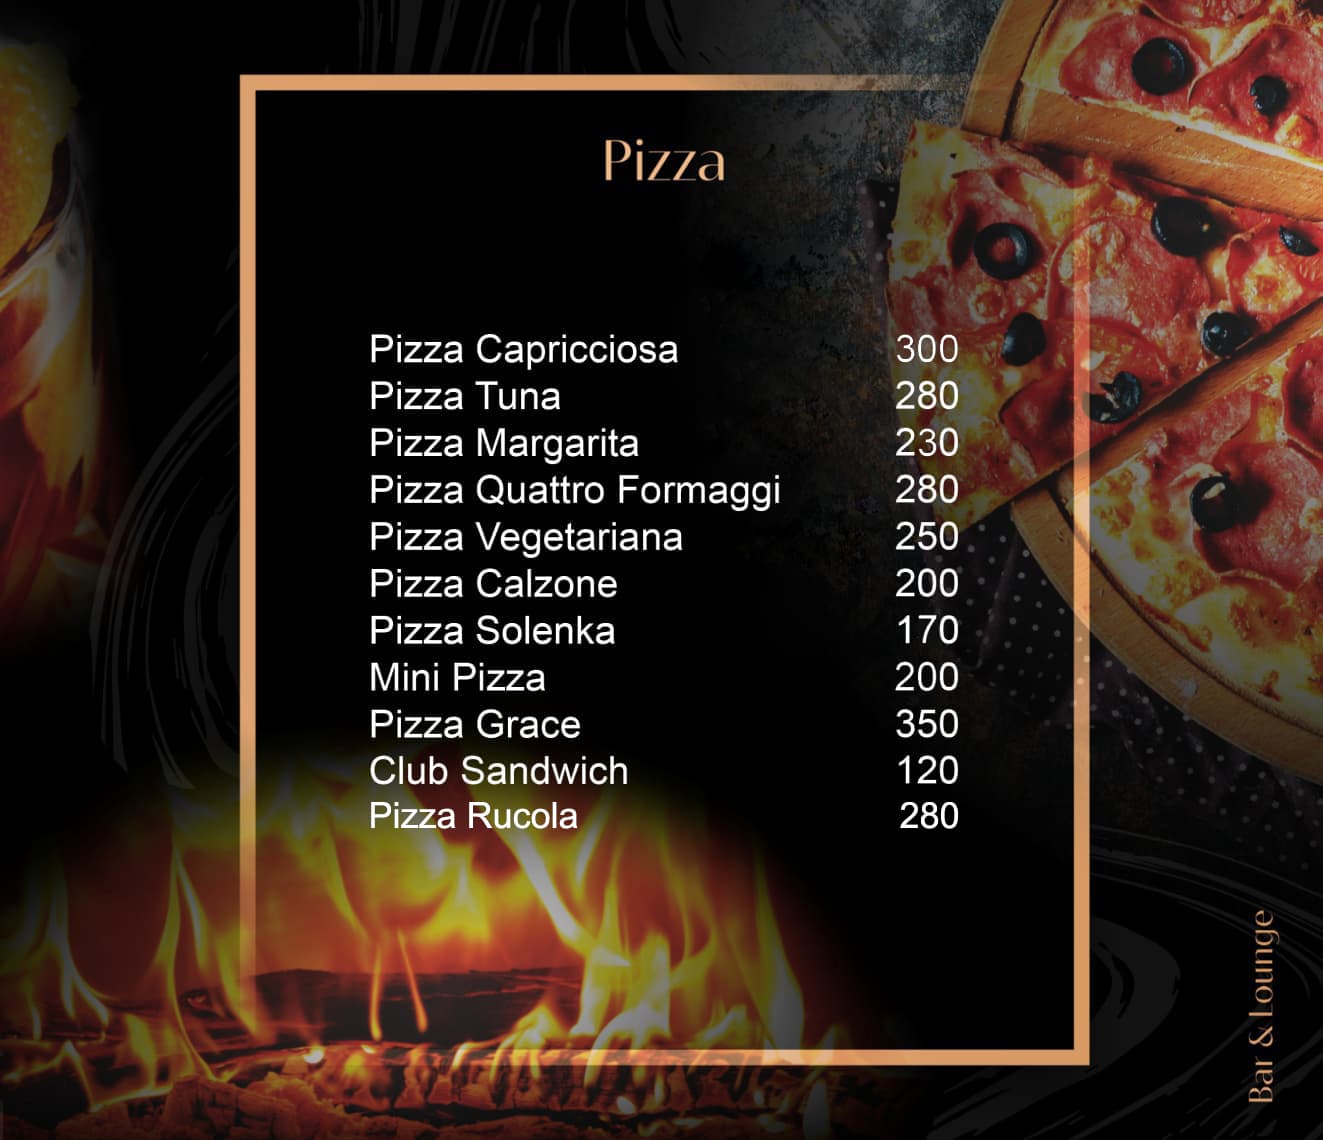 Pizza
Pizza Capricciosa 300
Pizza Tuna 280
Pizza Margarita 230
Pizza Quattro Formaggi 280
Pizza Vegetariana 250
Pizza Calzone 200
Pizza Solenka 170
Mini Pizza 200
Pizza Grace 350
Club Sandwich 120
Pizza Rucola 280
Bar & Lounge